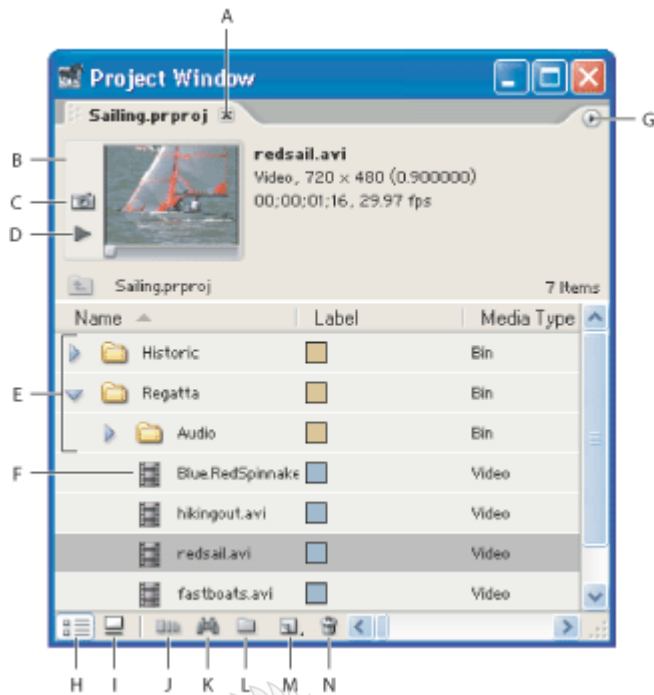 A
Project Window
Sailing.prproj
G
B
redsail.avi
Video, 720 × 480 (0.900000)
00;00;01;16, 29.97 fps
C
D
Sailing.prproj
7 Items
Name Label Media Type
Historic Bin
E
Regatta Bin
Audio Bin
F
Blue.RedSpinnake Video
hikingout.avi Video
redsail.avi Video
fastboats.avi Video
H I J K L M N